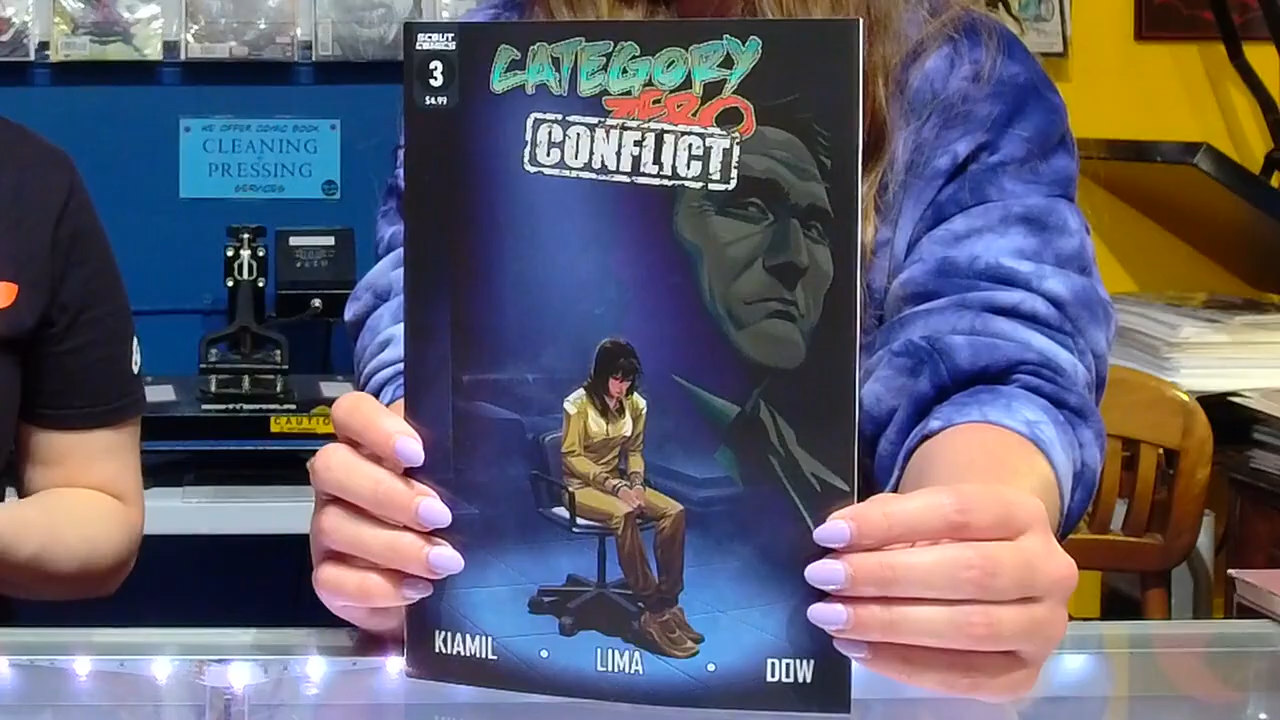 SCOUT
COMICS
3
$4.99
CATEGORY
ZERO
CONFLICT
KIAMIL • LIMA • DOW
WE OFFER COMIC BOOK
CLEANING
PRESSING
SERVICES
CAUTION